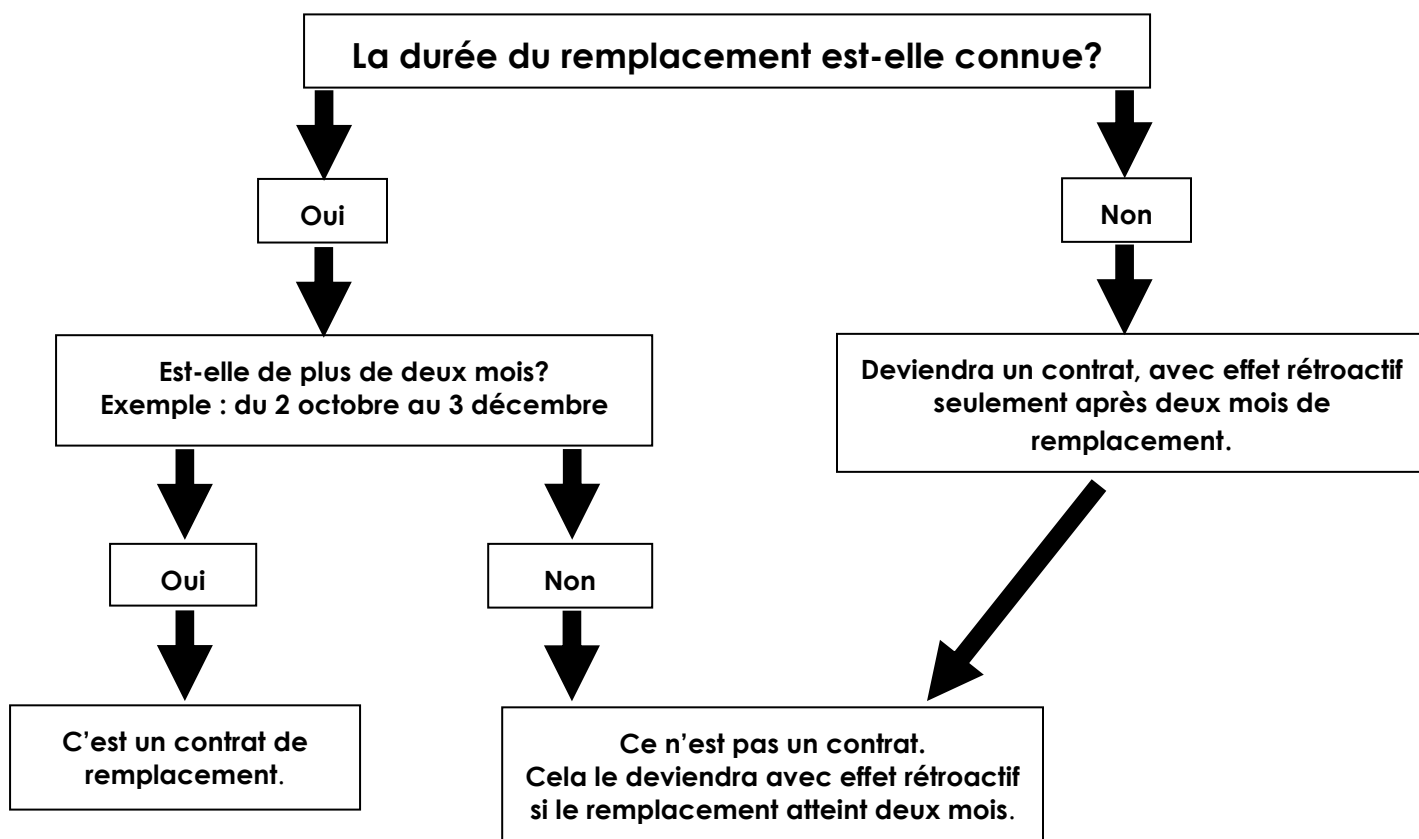 La durée du remplacement est-elle connue?
Oui
Non
Est-elle de plus de deux mois?
Exemple : du 2 octobre au 3 décembre
Deviendra un contrat, avec effet rétroactif
seulement après deux mois de
remplacement.
Oui
Non
C’est un contrat de
remplacement.
Ce n’est pas un contrat.
Cela le deviendra avec effet rétroactif
si le remplacement atteint deux mois.